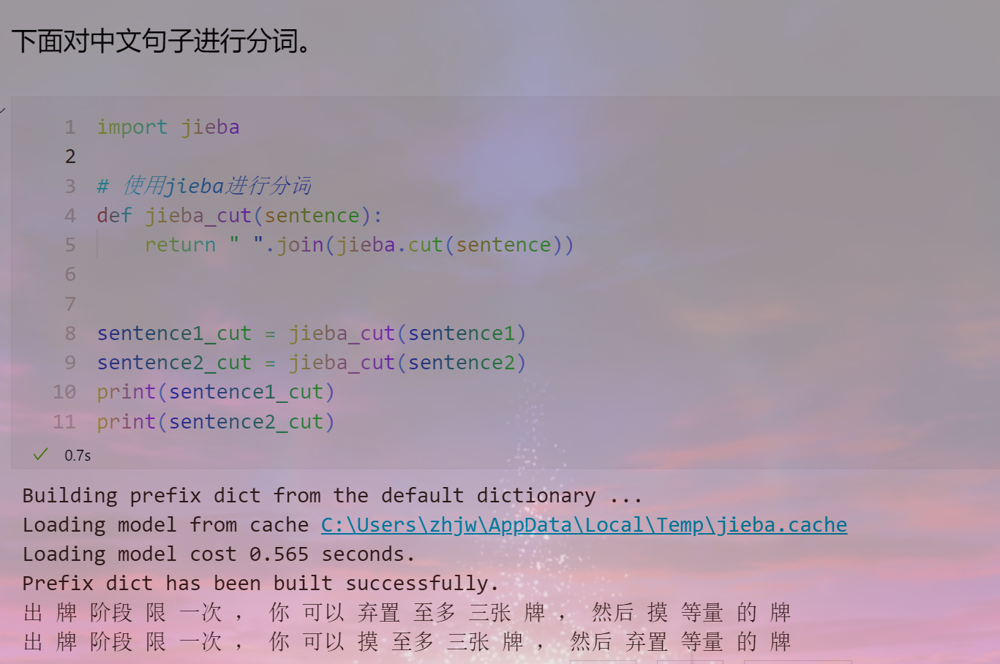 下面对中文句子进行分词。
1 import jieba
2
3 # 使用jieba进行分词
4 def jieba_cut(sentence):
5     return " ".join(jieba.cut(sentence))
6
7
8 sentence1_cut = jieba_cut(sentence1)
9 sentence2_cut = jieba_cut(sentence2)
10 print(sentence1_cut)
11 print(sentence2_cut)
0.7s
Building prefix dict from the default dictionary ...
Loading model from cache C:\Users\zhjw\AppData\Local\Temp\jieba.cache
Loading model cost 0.565 seconds.
Prefix dict has been built successfully.
出 牌 阶段 限 一次 ， 你 可以 弃置 至多 三张 牌 ， 然后 摸 等量 的 牌
出 牌 阶段 限 一次 ， 你 可以 摸 至多 三张 牌 ， 然后 弃置 等量 的 牌